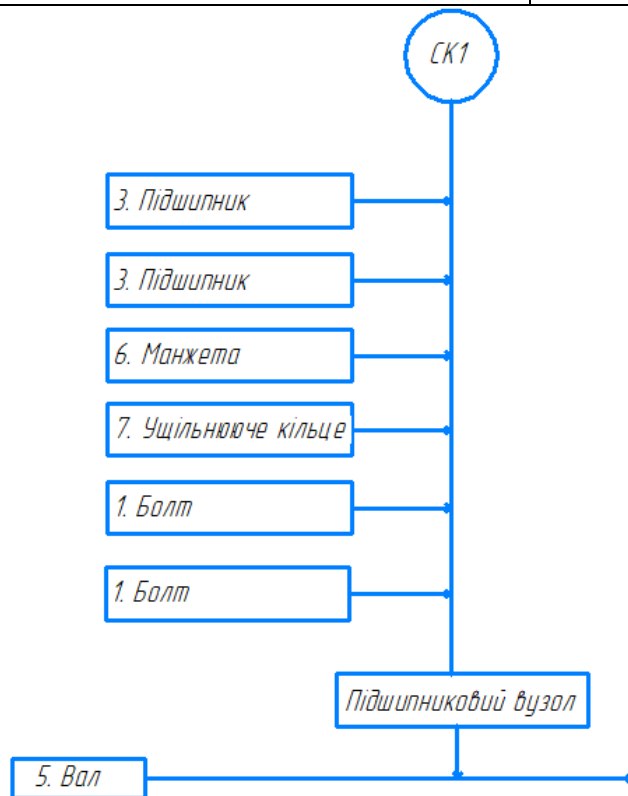 СК1
3. Підшипник
3. Підшипник
6. Манжета
7. Ущільнююче кільце
1. Болт
1. Болт
Підшипниковий вузол
5. Вал